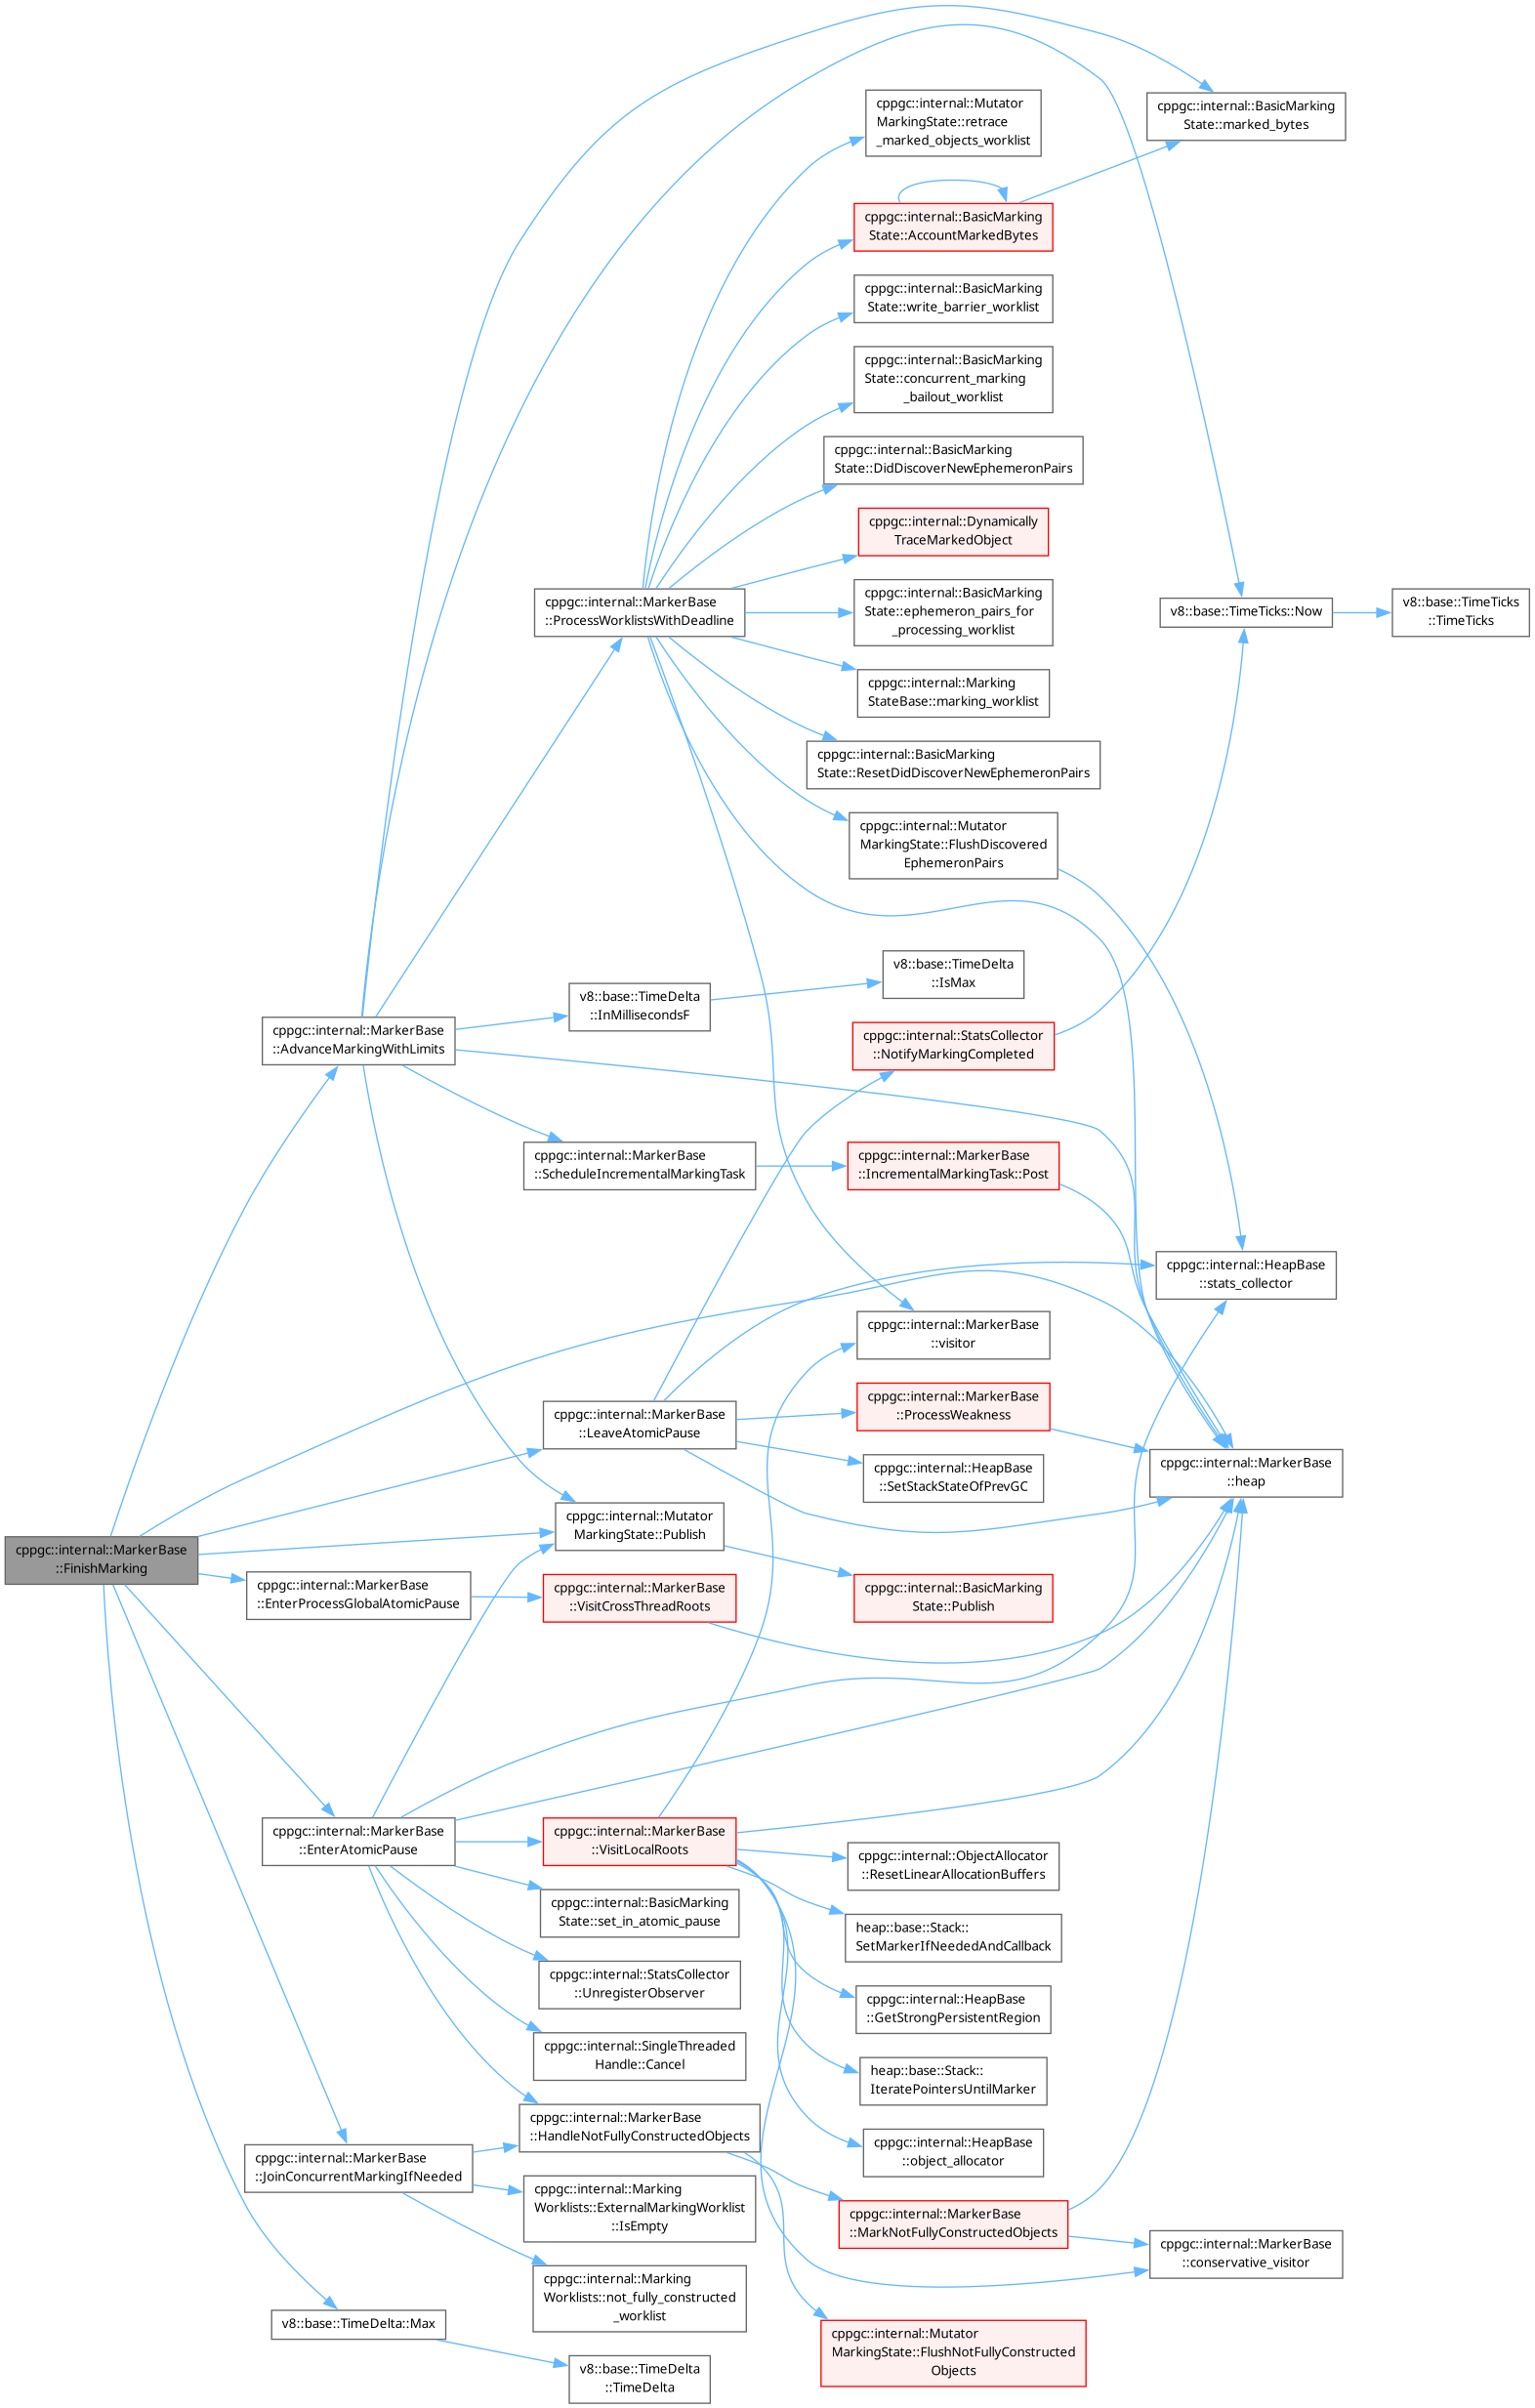 cppgc::internal::BasicMarking
State::marked_bytes
cppgc::internal::Mutator
MarkingState::retrace
_marked_objects_worklist
cppgc::internal::BasicMarking
State::AccountMarkedBytes
cppgc::internal::BasicMarking
State::write_barrier_worklist
cppgc::internal::BasicMarking
State::concurrent_marking
_bailout_worklist
cppgc::internal::BasicMarking
State::DidDiscoverNewEphemeronPairs
cppgc::internal::Dynamically
TraceMarkedObject
cppgc::internal::MarkerBase
::ProcessWorklistsWithDeadline
cppgc::internal::BasicMarking
State::ephemeron_pairs_for
_processing_worklist
v8::base::TimeTicks::Now
v8::base::TimeTicks
::TimeTicks
cppgc::internal::Marking
StateBase::marking_worklist
cppgc::internal::BasicMarking
State::ResetDidDiscoverNewEphemeronPairs
cppgc::internal::Mutator
MarkingState::FlushDiscovered
EphemeronPairs
v8::base::TimeDelta
::IsMax
v8::base::TimeDelta
::InMillisecondsF
cppgc::internal::MarkerBase
::AdvanceMarkingWithLimits
cppgc::internal::StatsCollector
::NotifyMarkingCompleted
cppgc::internal::MarkerBase
::ScheduleIncrementalMarkingTask
cppgc::internal::MarkerBase
::IncrementalMarkingTask::Post
cppgc::internal::HeapBase
::stats_collector
cppgc::internal::MarkerBase
::visitor
cppgc::internal::MarkerBase
::LeaveAtomicPause
cppgc::internal::MarkerBase
::ProcessWeakness
cppgc::internal::HeapBase
::SetStackStateOfPrevGC
cppgc::internal::MarkerBase
::heap
cppgc::internal::MarkerBase
::FinishMarking
cppgc::internal::Mutator
MarkingState::Publish
cppgc::internal::MarkerBase
::EnterProcessGlobalAtomicPause
cppgc::internal::MarkerBase
::VisitCrossThreadRoots
cppgc::internal::BasicMarking
State::Publish
cppgc::internal::MarkerBase
::EnterAtomicPause
cppgc::internal::MarkerBase
::VisitLocalRoots
cppgc::internal::ObjectAllocator
::ResetLinearAllocationBuffers
cppgc::internal::BasicMarking
State::set_in_atomic_pause
heap::base::Stack::
SetMarkerIfNeededAndCallback
cppgc::internal::StatsCollector
::UnregisterObserver
cppgc::internal::HeapBase
::GetStrongPersistentRegion
cppgc::internal::SingleThreaded
Handle::Cancel
heap::base::Stack::
IteratePointersUntilMarker
cppgc::internal::MarkerBase
::HandleNotFullyConstructedObjects
cppgc::internal::HeapBase
::object_allocator
cppgc::internal::MarkerBase
::JoinConcurrentMarkingIfNeeded
cppgc::internal::Marking
Worklists::ExternalMarkingWorklist
::IsEmpty
cppgc::internal::MarkerBase
::MarkNotFullyConstructedObjects
cppgc::internal::MarkerBase
::conservative_visitor
cppgc::internal::Marking
Worklists::not_fully_constructed
_worklist
v8::base::TimeDelta::Max
cppgc::internal::Mutator
MarkingState::FlushNotFullyConstructed
Objects
v8::base::TimeDelta
::TimeDelta